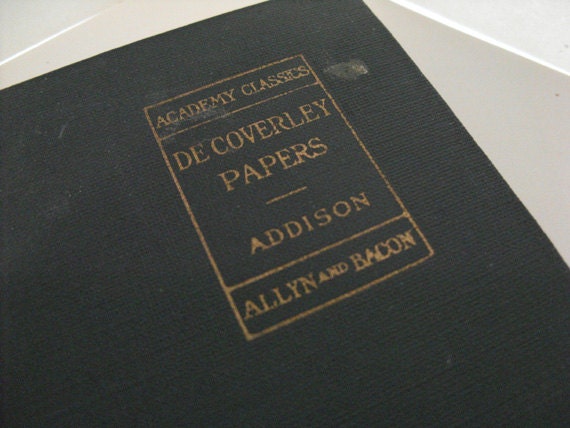 ACADEMY CLASSICS
DE COVERLEY
PAPERS
ADDISON
ALLYN AND BACON